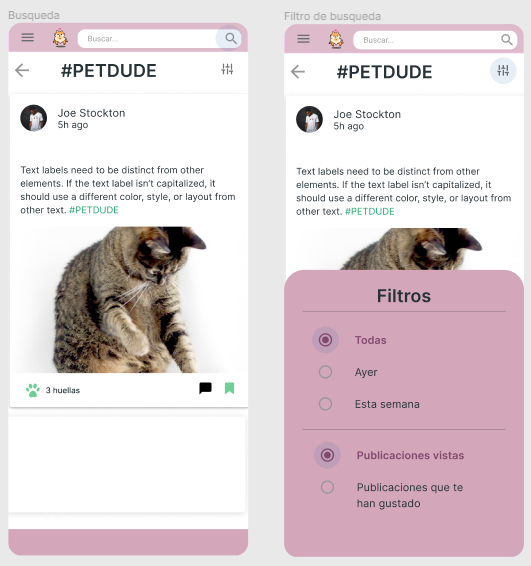 Busqueda
Buscar...
#PETDUDE
Joe Stockton
5h ago
Text labels need to be distinct from other
elements. If the text label isn’t capitalized, it
should use a different color, style, or layout from
other text. #PETDUDE
3 huellas
Filtro de busqueda
Buscar...
#PETDUDE
Joe Stockton
5h ago
Text labels need to be distinct from other
elements. If the text label isn’t capitalized, it
should use a different color, style, or layout from
other text. #PETDUDE
Filtros
Todas
Ayer
Esta semana
Publicaciones vistas
Publicaciones que te
han gustado